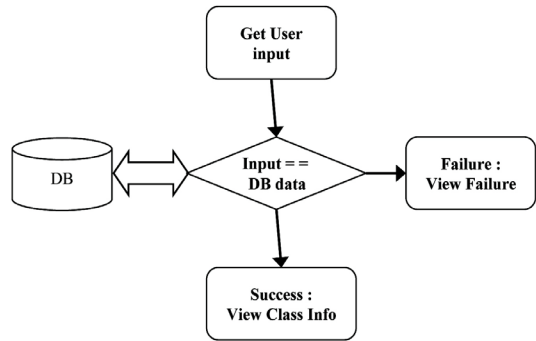 Get User
input
DB
Input = =
DB data
Failure :
View Failure
Success :
View Class Info